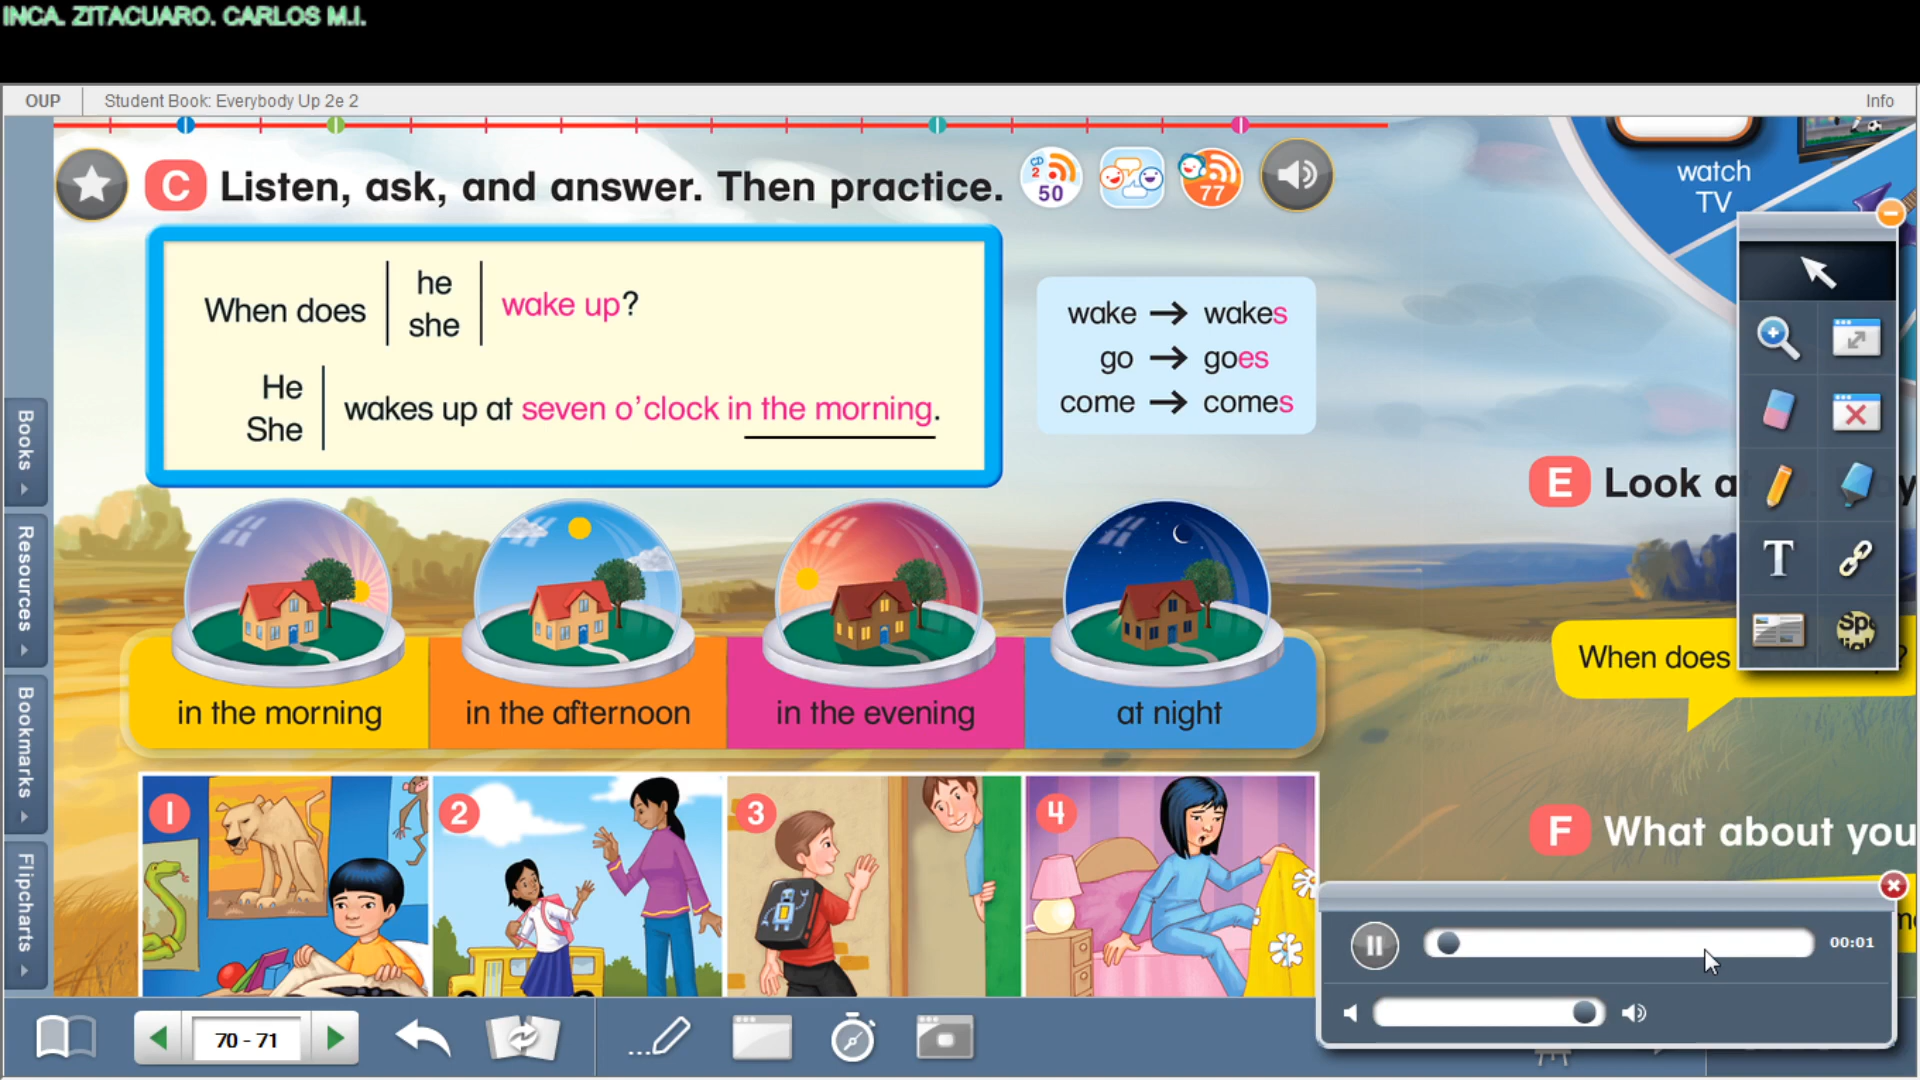 INCA. ZITACUARO. CARLOS M.I.
OUP
Student Book: Everybody Up 2e 2
Info
C Listen, ask, and answer. Then practice.
CD 2 50
77
watch
TV
When does
he
she
wake up?
He
She
wakes up at seven o'clock in the morning.
wake → wakes
go → goes
come → comes
in the morning
in the afternoon
in the evening
at night
1
2
3
4
E Look
When does
?
F What about you
T
Books
Resources
Bookmarks
Flipcharts
00:01
70 - 71